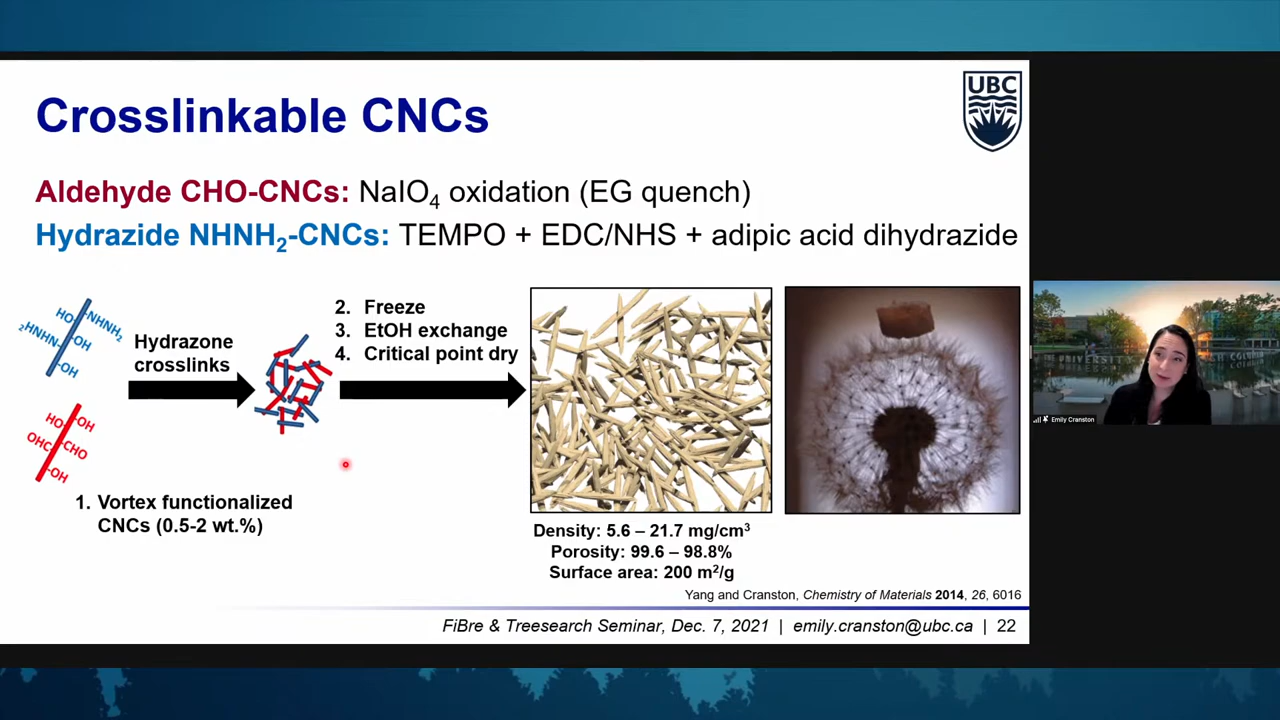 UBC
Crosslinkable CNCs
Aldehyde CHO-CNCs: NaIO4 oxidation (EG quench)
Hydrazide NHNH2-CNCs: TEMPO + EDC/NHS + adipic acid dihydrazide
HO
NHNH2
2HNHN
OH
OH
Hydrazone
crosslinks
2. Freeze
3. EtOH exchange
4. Critical point dry
HO
OH
OHC
CHO
OH
1. Vortex functionalized
CNCs (0.5-2 wt.%)
Density: 5.6 – 21.7 mg/cm3
Porosity: 99.6 – 98.8%
Surface area: 200 m2/g
Yang and Cranston, Chemistry of Materials 2014, 26, 6016
FiBre & Treesearch Seminar, Dec. 7, 2021 | emily.cranston@ubc.ca | 22
Emily Cranston